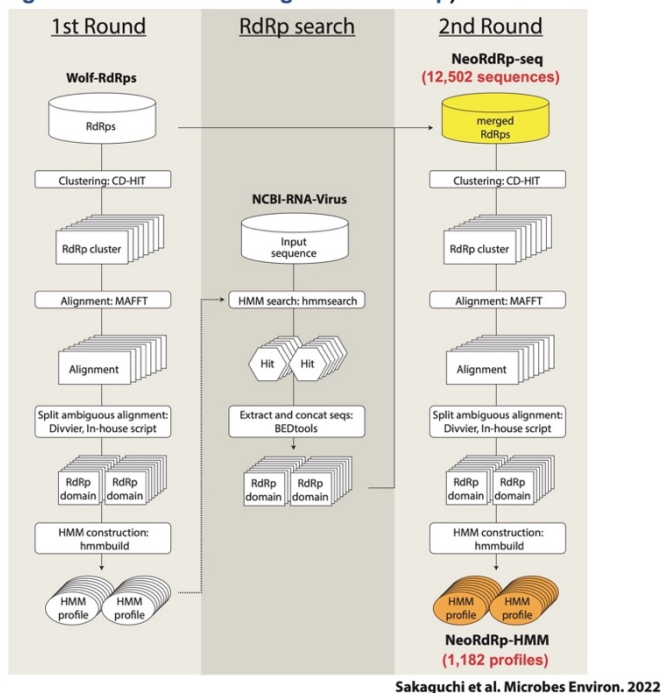 1st Round
Wolf-RdRps
RdRps
Clustering: CD-HIT
RdRp cluster
Alignment: MAFFT
Alignment
Split ambiguous alignment:
Divvier, In-house script
RdRp
domain
RdRp
domain
HMM construction:
hmmbuild
HMM
profile
HMM
profile
RdRp search
NCBI-RNA-Virus
Input
sequence
HMM search: hmmsearch
Hit
Hit
Extract and concat seqs:
BEDtools
RdRp
domain
RdRp
domain
2nd Round
NeoRdRp-seq
(12,502 sequences)
merged
RdRps
Clustering: CD-HIT
RdRp cluster
Alignment: MAFFT
Alignment
Split ambiguous alignment:
Divvier, In-house script
RdRp
domain
RdRp
domain
HMM construction:
hmmbuild
HMM
profile
HMM
profile
NeoRdRp-HMM
(1,182 profiles)
Sakaguchi et al. Microbes Environ. 2022